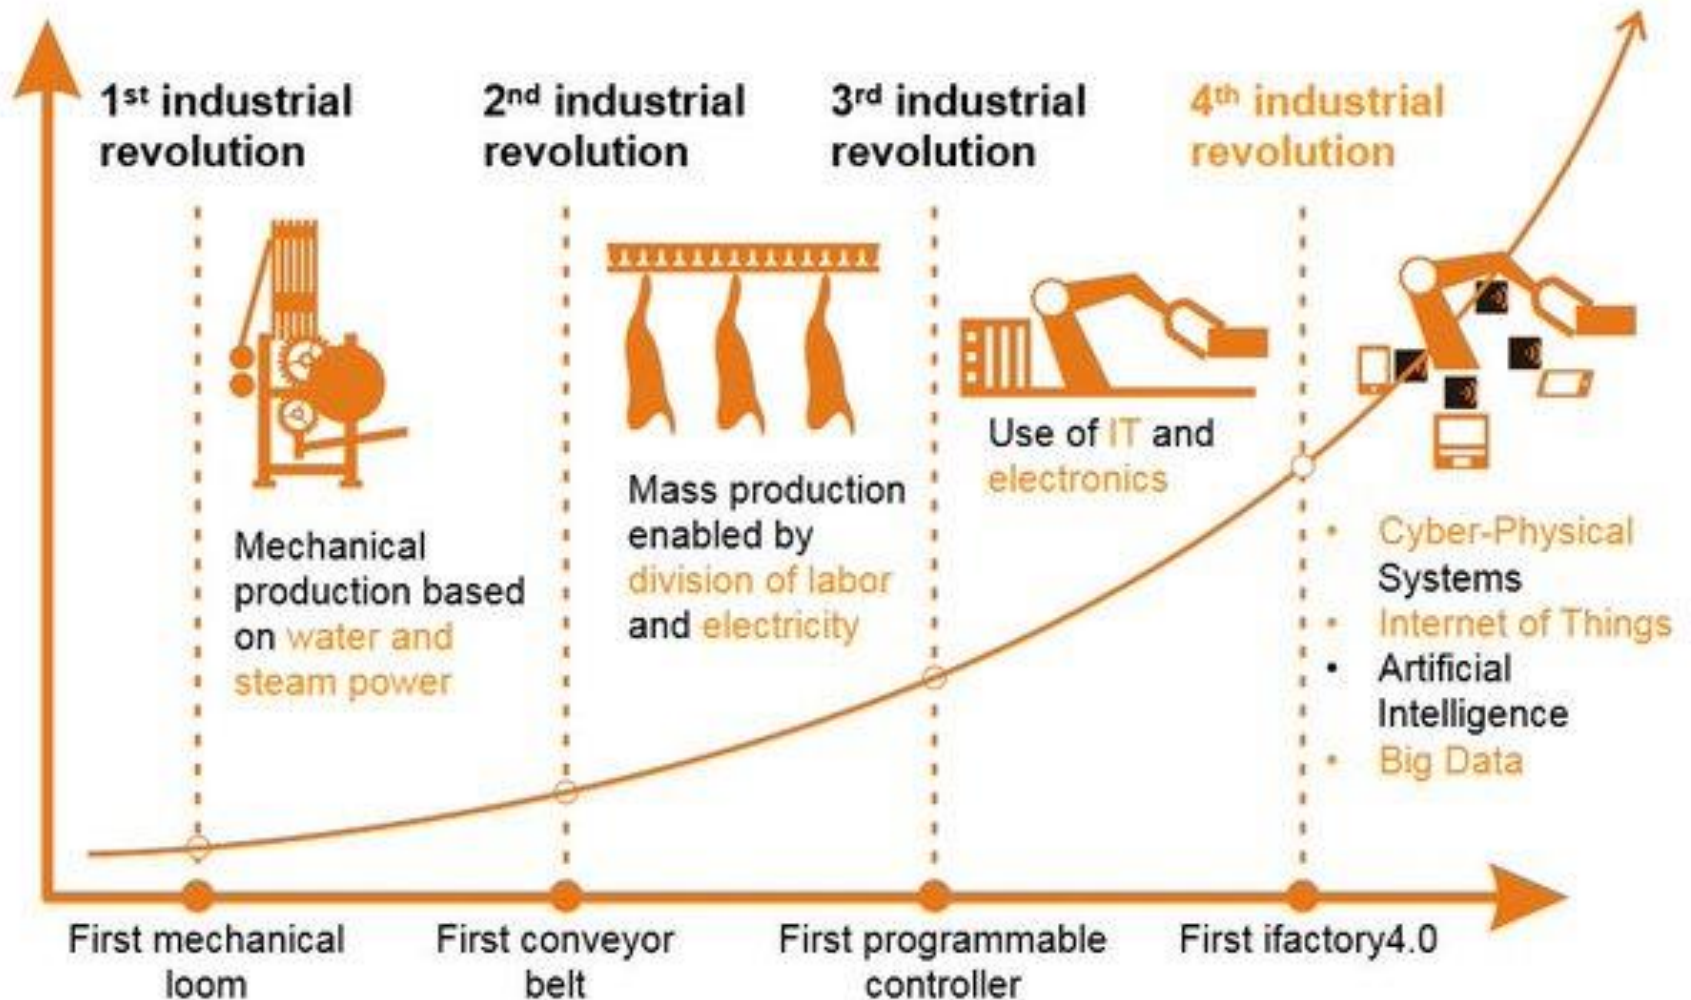 1st industrial
revolution
2nd industrial
revolution
3rd industrial
revolution
4th industrial
revolution
Mechanical
production based
on water and
steam power
Mass production
enabled by
division of labor
and electricity
Use of IT and
electronics
• Cyber-Physical
Systems
• Internet of Things
• Artificial
Intelligence
• Big Data
First mechanical
loom
First conveyor
belt
First programmable
controller
First ifactory4.0